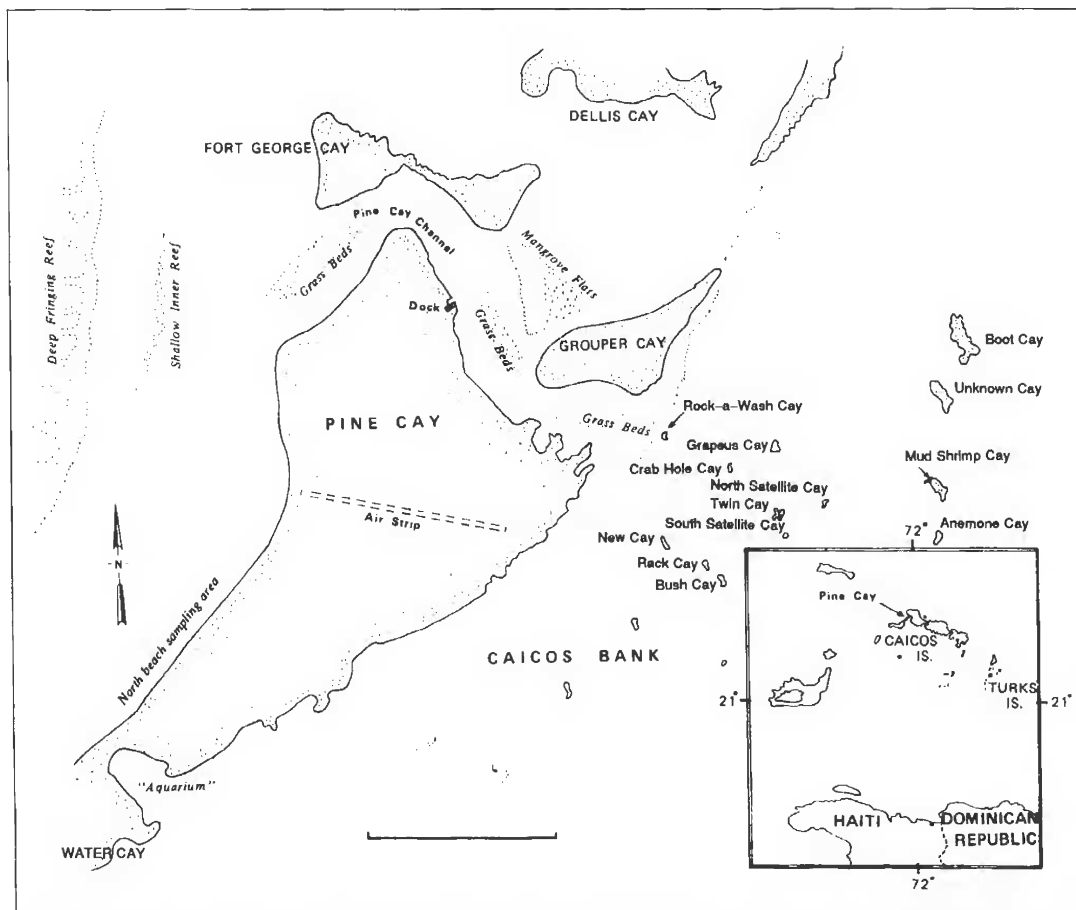 DELLIS CAY
FORT GEORGE CAY
Pine Cay Channel
Grass Beds
Mangrove Flats
Deep Fringing Reef
Shallow Inner Reef
Dock
Grass Beds
GROUPER CAY
Boot Cay
Unknown Cay
PINE CAY
Grass Beds
Rock-a-Wash Cay
Grapsus Cay
Mud Shrimp Cay
Crab Hole Cay
North Satellite Cay
Twin Cay
South Satellite Cay
Air Strip
New Cay
Anemone Cay
Rack Cay
Bush Cay
N
North beach sampling area
CAICOS BANK
"Aquarium"
WATER CAY
72°
Pine Cay
CAICOS
IS.
TURKS
IS.
21°
21°
HAITI
DOMINICAN
REPUBLIC
72°